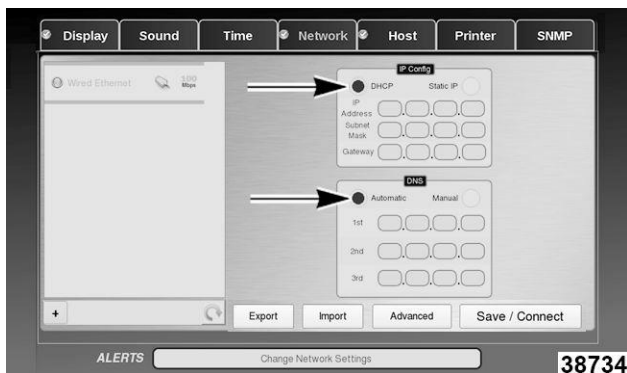 Display Sound Time Network Host Printer SNMP
Wired Ethernet 100 Mbps
IP Config
DHCP Static IP
IP Address
Subnet Mask
Gateway
DNS
Automatic Manual
1st
2nd
3rd
+ Export Import Advanced Save / Connect
ALERTS Change Network Settings
38734